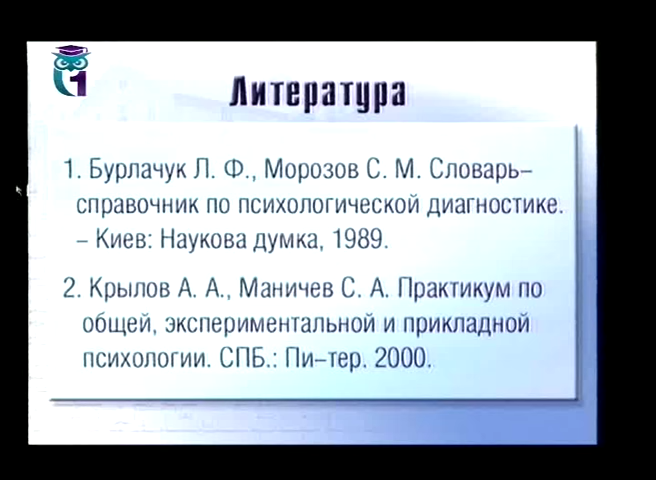 1
Литература
1. Бурлачук Л. Ф., Морозов С. М. Словарь–
справочник по психологической диагностике.
– Киев: Наукова думка, 1989.
2. Крылов А. А., Маничев С. А. Практикум по
общей, экспериментальной и прикладной
психологии. СПБ.: Пи–тер. 2000.